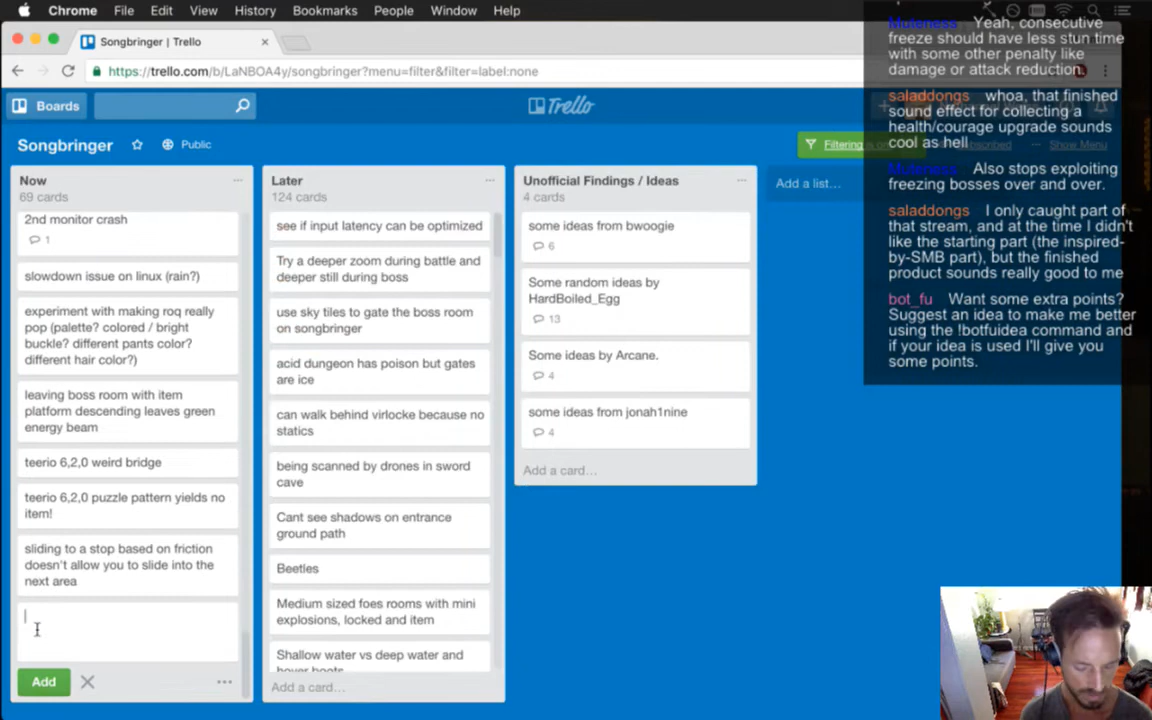 Chrome File Edit View History Bookmarks People Window Help
Songbringer | Trello
https://trello.com/b/LaNBOA4y/songbringer?menu=filter&filter=label:none
Boards
Trello
Songbringer
Public
Filtering is on
Subscribed
Show Menu
Now
69 cards
2nd monitor crash
1
slowdown issue on linux (rain?)
experiment with making roq really
pop (palette? colored / bright
buckle? different pants color?
different hair color?)
leaving boss room with item
platform descending leaves green
energy beam
teerio 6,2,0 weird bridge
teerio 6,2,0 puzzle pattern yields no
item!
sliding to a stop based on friction
doesn't allow you to slide into the
next area
Add
Later
124 cards
see if input latency can be optimized
Try a deeper zoom during battle and
deeper still during boss
use sky tiles to gate the boss room
on songbringer
acid dungeon has poison but gates
are ice
can walk behind virlocke because no
statics
being scanned by drones in sword
cave
Cant see shadows on entrance
ground path
Beetles
Medium sized foes rooms with mini
explosions, locked and item
Shallow water vs deep water and
hover boots
Add a card...
Unofficial Findings / Ideas
4 cards
some ideas from bwoogie
6
Some random ideas by
HardBoiled_Egg
13
Some ideas by Arcane.
4
some ideas from jonah1nine
4
Add a card...
Add a list...
Muteness Yeah, consecutive
freeze should have less stun time
with some other penalty like
damage or attack reduction.
saladdongs whoa, that finished
sound effect for collecting a
health/courage upgrade sounds
cool as hell
Muteness Also stops exploiting
freezing bosses over and over.
saladdongs I only caught part of
that stream, and at the time I didn't
like the starting part (the inspired-
by-SMB part), but the finished
product sounds really good to me
bot_fu Want some extra points?
Suggest an idea to make me better
using the !botfuidea command and
if your idea is used I'll give you
some points.